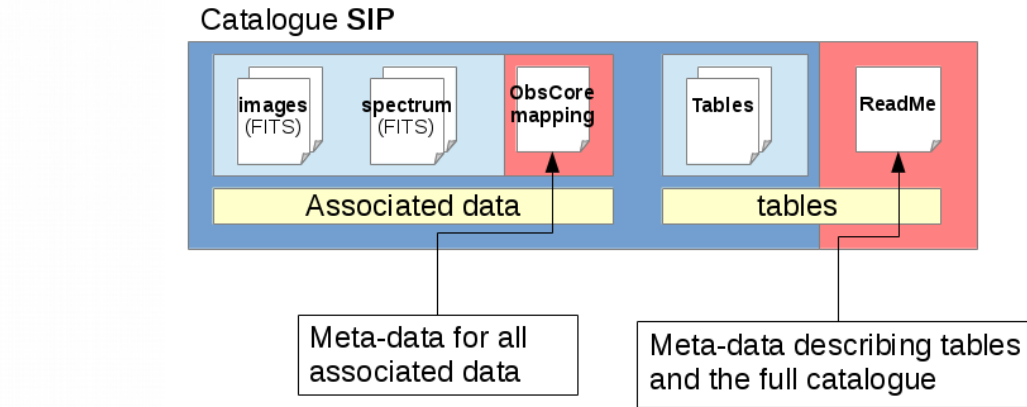 Catalogue SIP
images
(FITS)
spectrum
(FITS)
ObsCore
mapping
Tables
ReadMe
Associated data
tables
Meta-data for all
associated data
Meta-data describing tables
and the full catalogue